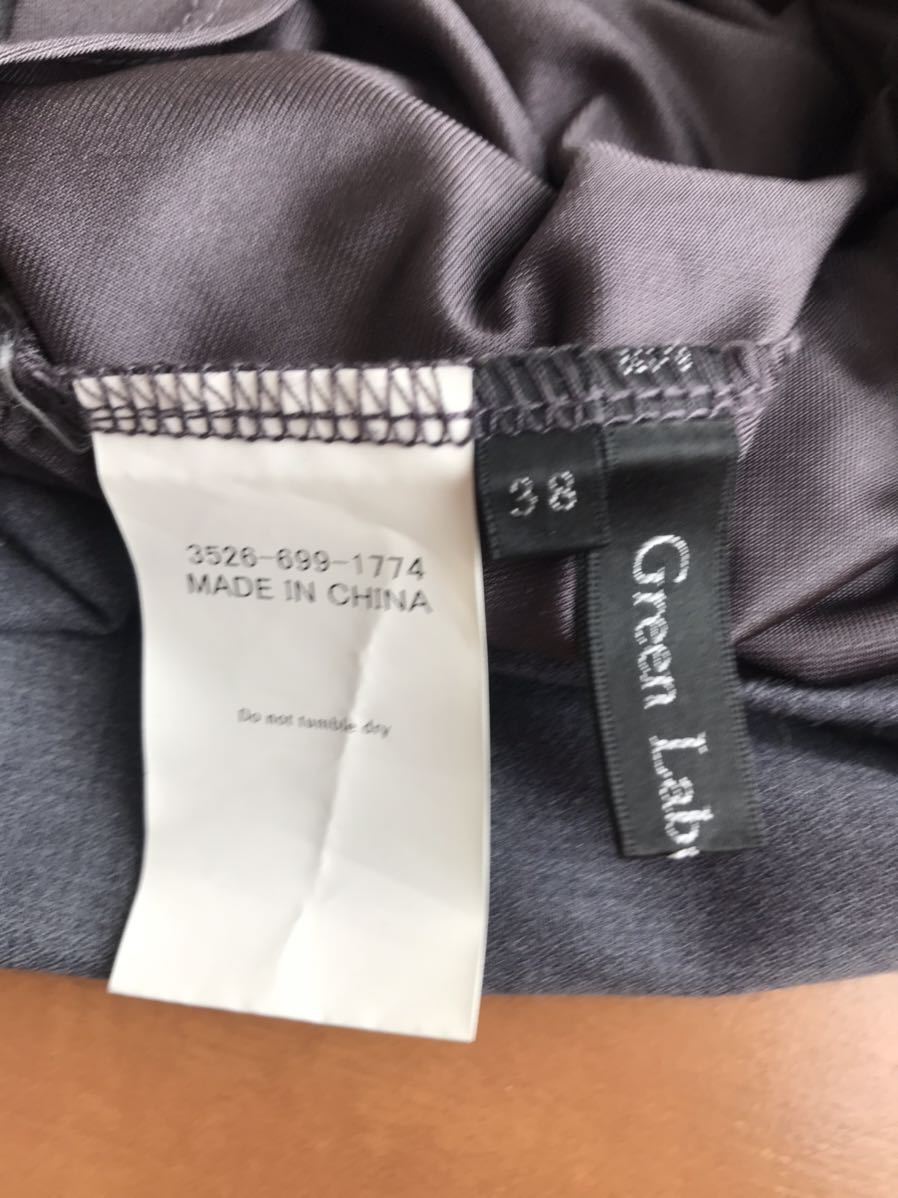 3526-699-1774
MADE IN CHINA
Do not tumble dry
38
Green Lab